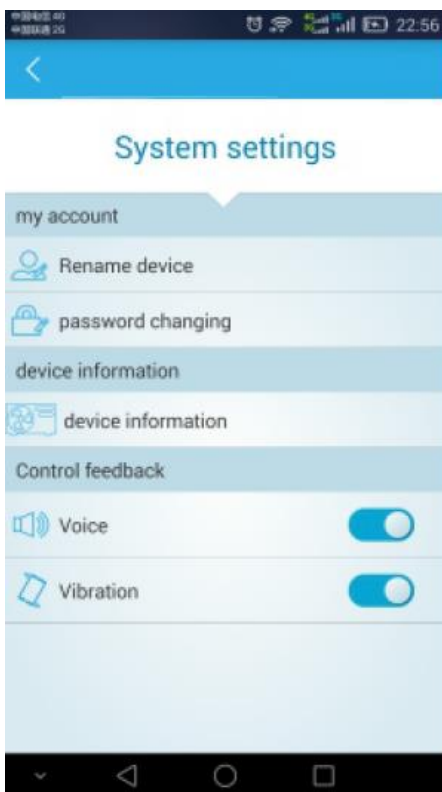 22:56
System settings
my account
Rename device
password changing
device information
device information
Control feedback
Voice
Vibration